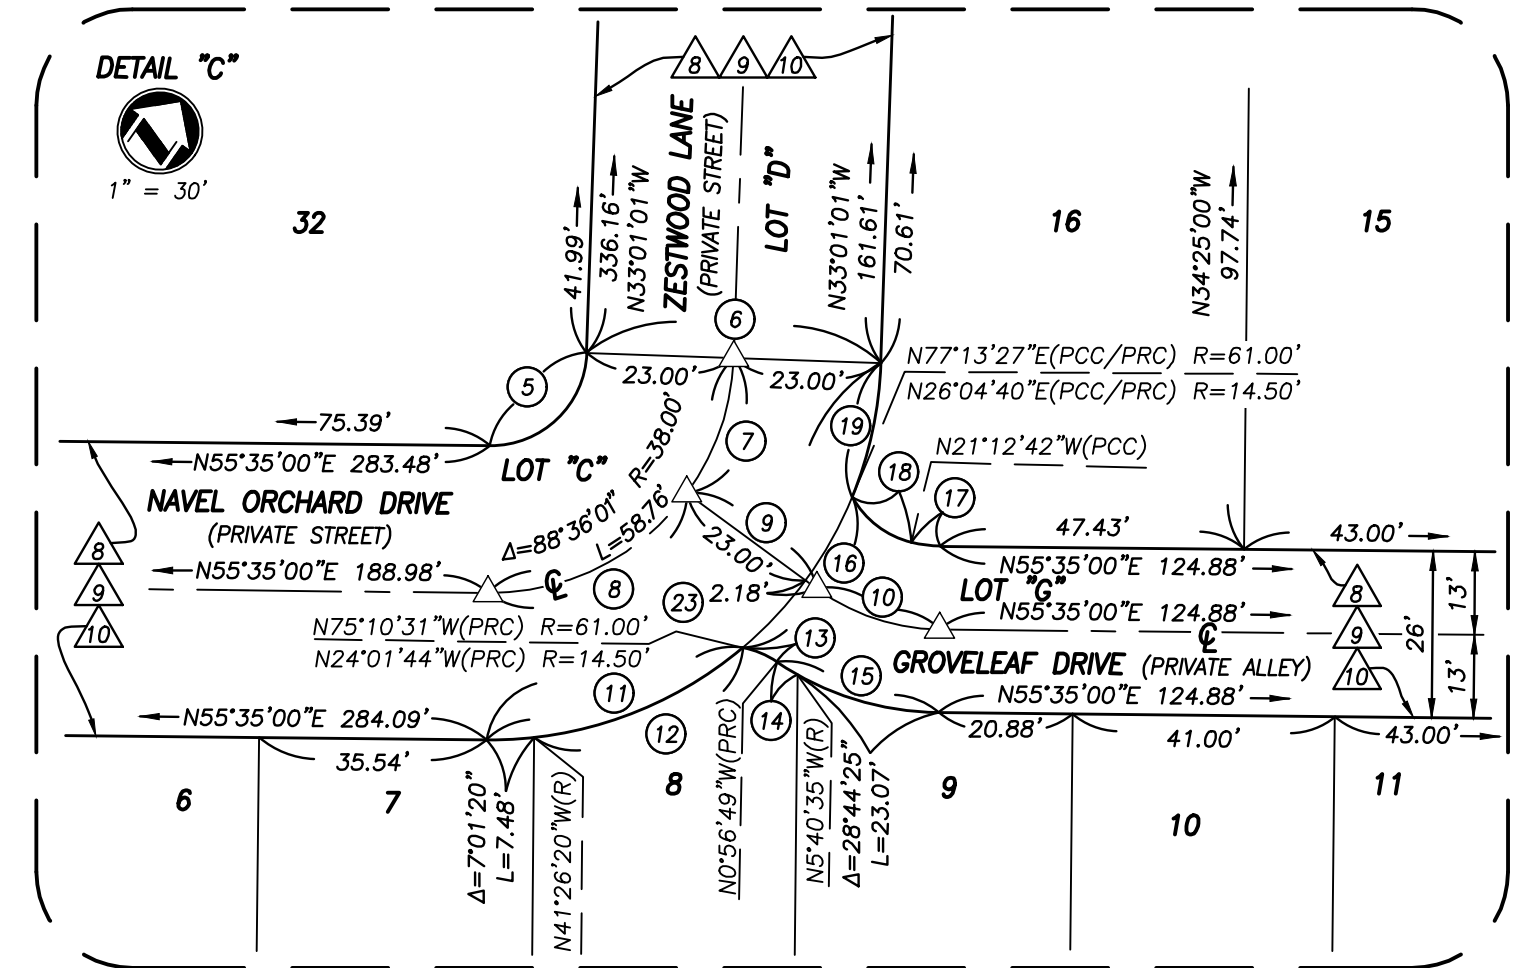 DETAIL "C"
1" = 30'
8 9 10
32
41.99'
336.16'
N33°01'01"W
ZESTWOOD LANE
(PRIVATE STREET)
LOT "D"
N33°01'01"W
161.61'
70.61'
16
N34°25'00"W
97.74'
15
6
5
23.00' 23.00'
N77°13'27"E(PCC/PRC) R=61.00'
N26°04'40"E(PCC/PRC) R=14.50'
75.39'
N55°35'00"E 283.48'
LOT "C"
R=38.00'
Δ=88°36'01"
L=58.76'
7
19
N21°12'42"W(PCC)
18
17
NAVEL ORCHARD DRIVE
(PRIVATE STREET)
9
23.00'
47.43'
43.00'
8
9
10
N55°35'00"E 188.98'
℄
8
23
2.18'
16
10
N55°35'00"E 124.88'
LOT "G"
N55°35'00"E 124.88'
℄
8
9
10
13'
26'
13'
N75°10'31"W(PRC) R=61.00'
N24°01'44"W(PRC) R=14.50'
13
GROVELEAF DRIVE (PRIVATE ALLEY)
15
11
N55°35'00"E 124.88'
14
12
N55°35'00"E 284.09'
20.88'
41.00'
43.00'
35.54'
6
7
Δ=7°01'20"
L=7.48'
N41°26'20"W(R)
8
N0°56'49"W(PRC)
N5°40'35"W(R)
Δ=28°44'25"
L=23.07'
9
10
11